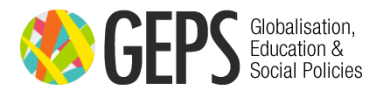 GEPS
Globalisation,
Education &
Social Policies